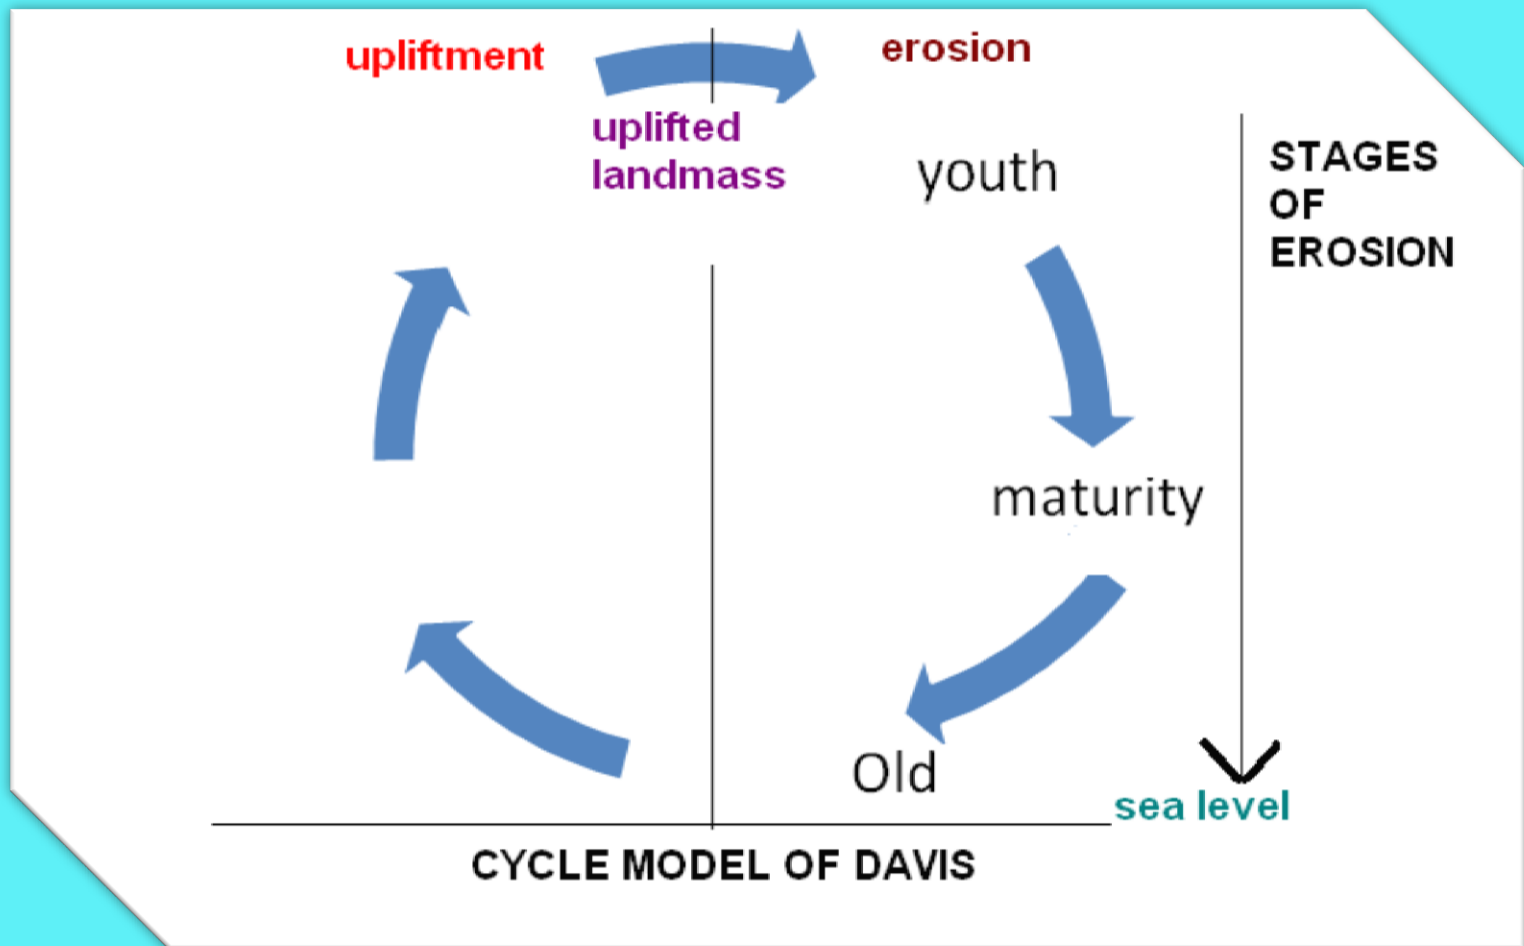 upliftment
erosion
uplifted
landmass
youth
STAGES
OF
EROSION
maturity
Old
sea level
CYCLE MODEL OF DAVIS